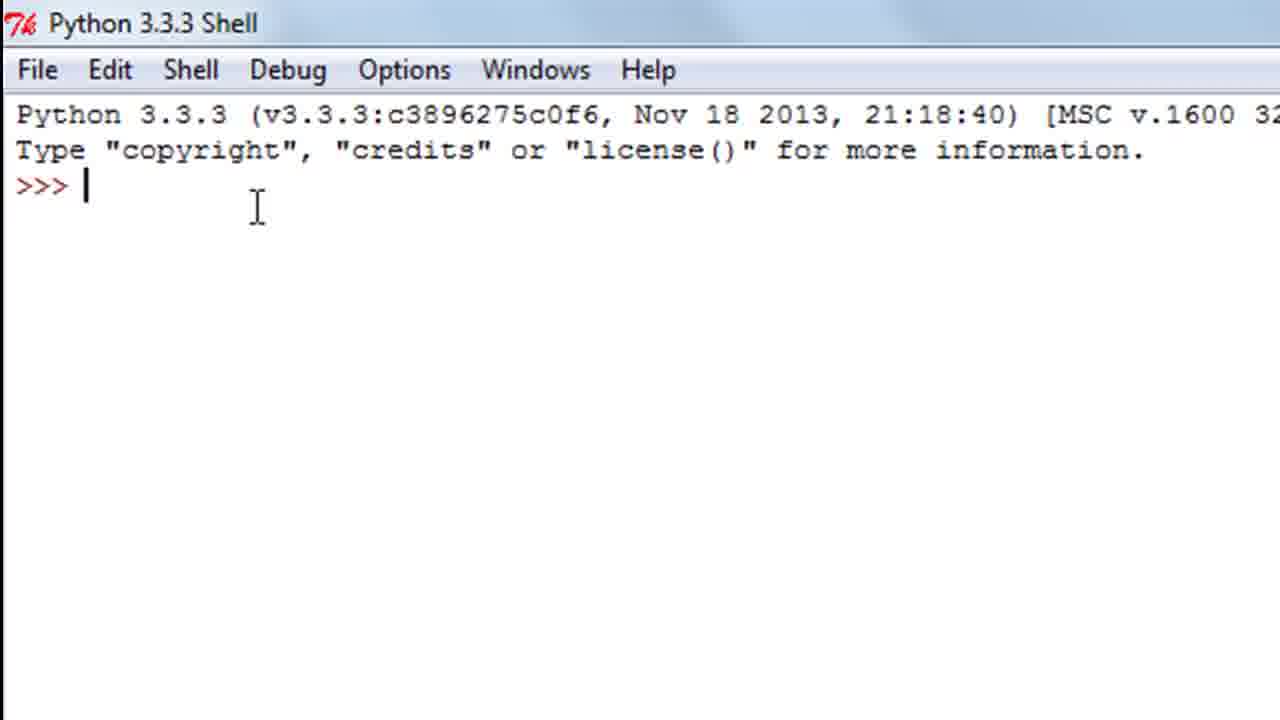 Python 3.3.3 Shell
File Edit Shell Debug Options Windows Help
Python 3.3.3 (v3.3.3:c3896275c0f6, Nov 18 2013, 21:18:40) [MSC v.1600 32
Type "copyright", "credits" or "license()" for more information.
>>>